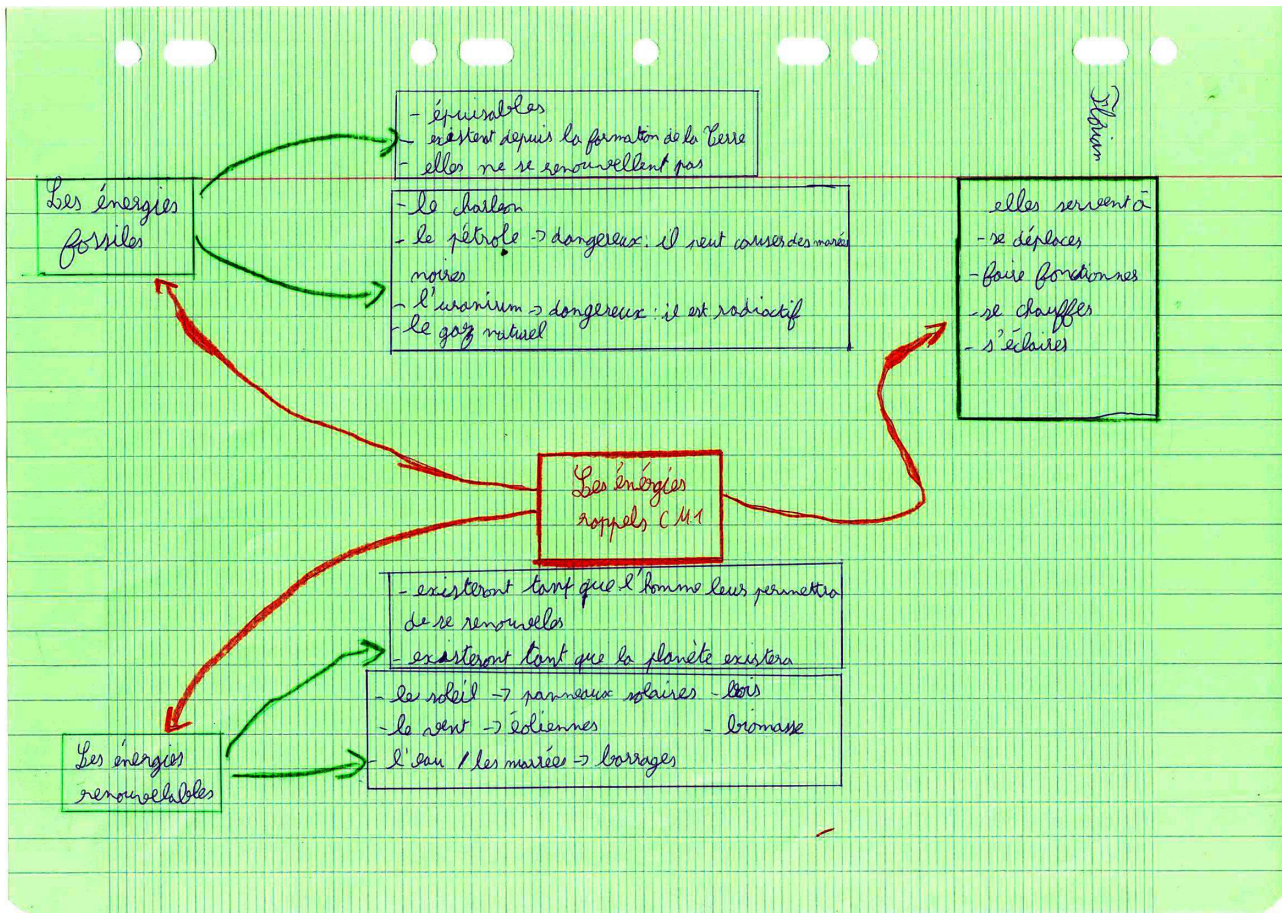 Florian
- épuisables
- existent depuis la formation de la Terre
- elles ne se renouvellent pas
Les énergies
fossiles
- le charbon
- le pétrole → dangereux : il peut causer des marées
noires
- l'uranium → dangereux : il est radiactif
- le gaz naturel
elles servent à
- se déplacer
- faire fonctionner
- se chauffer
- s'éclairer
Les énérgies
rappels CM1
- existeront tant que l'homme leur permettra
de se renouveler
- existeront tant que la planète existera
Les énergies
renouvelables
- le soleil → panneaux solaires - bois
- le vent → éoliennes - biomasse
- l'eau / les marrées → barrages